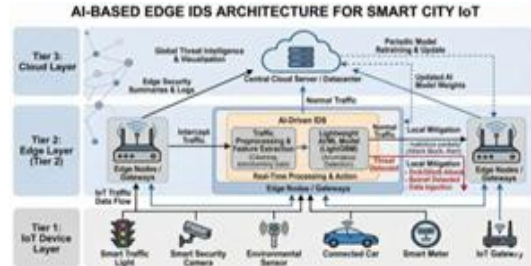 AI-BASED EDGE IDS ARCHITECTURE FOR SMART CITY IoT
Tier 3:
Cloud Layer
Global Threat Intelligence
& Visualization
Periodic Model
Retraining & Update
Edge Security
Summaries & Logs
Central Cloud Server / Datacenter
Updated AI
Model Weights
Normal Traffic
Tier 2:
Edge Layer
(Tier 2)
AI-Driven IDS
Intercept
Traffic
Traffic
Preprocessing &
Feature Extraction
Lightweight
AI/ML Model
(LightGBM)
Normal
Traffic
Local Mitigation
Threat
Detected
Local
Mitigation
Real-Time Processing & Action
Edge Nodes /
Gateways
Edge Nodes / Gateways
Edge Nodes /
Gateways
IoT Traffic
Data Flow
Tier 1:
IoT Device
Layer
Smart Traffic
Light
Smart Security
Camera
Environmental
Sensor
Connected Car
Smart Meter
IoT Gateway